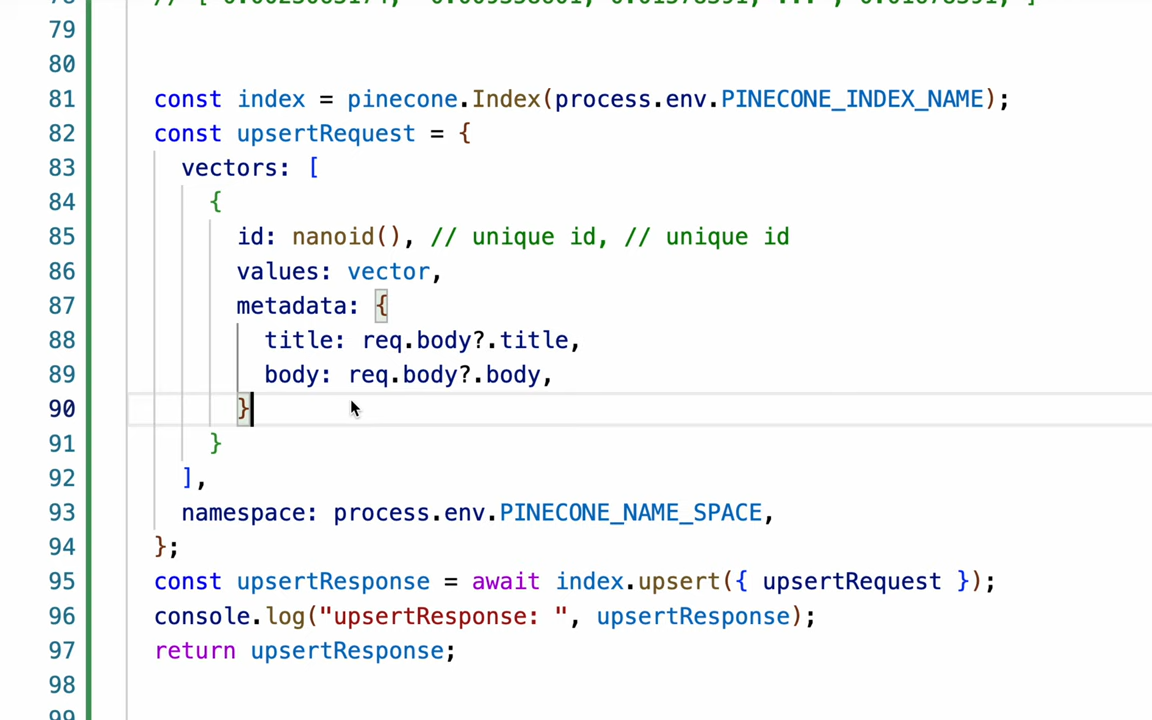 79
80
81 const index = pinecone.Index(process.env.PINECONE_INDEX_NAME);
82 const upsertRequest = {
83 vectors: [
84 {
85 id: nanoid(), // unique id, // unique id
86 values: vector,
87 metadata: {
88 title: req.body?.title,
89 body: req.body?.body,
90 }
91 }
92 ],
93 namespace: process.env.PINECONE_NAME_SPACE,
94 };
95 const upsertResponse = await index.upsert({ upsertRequest });
96 console.log("upsertResponse: ", upsertResponse);
97 return upsertResponse;
98
99